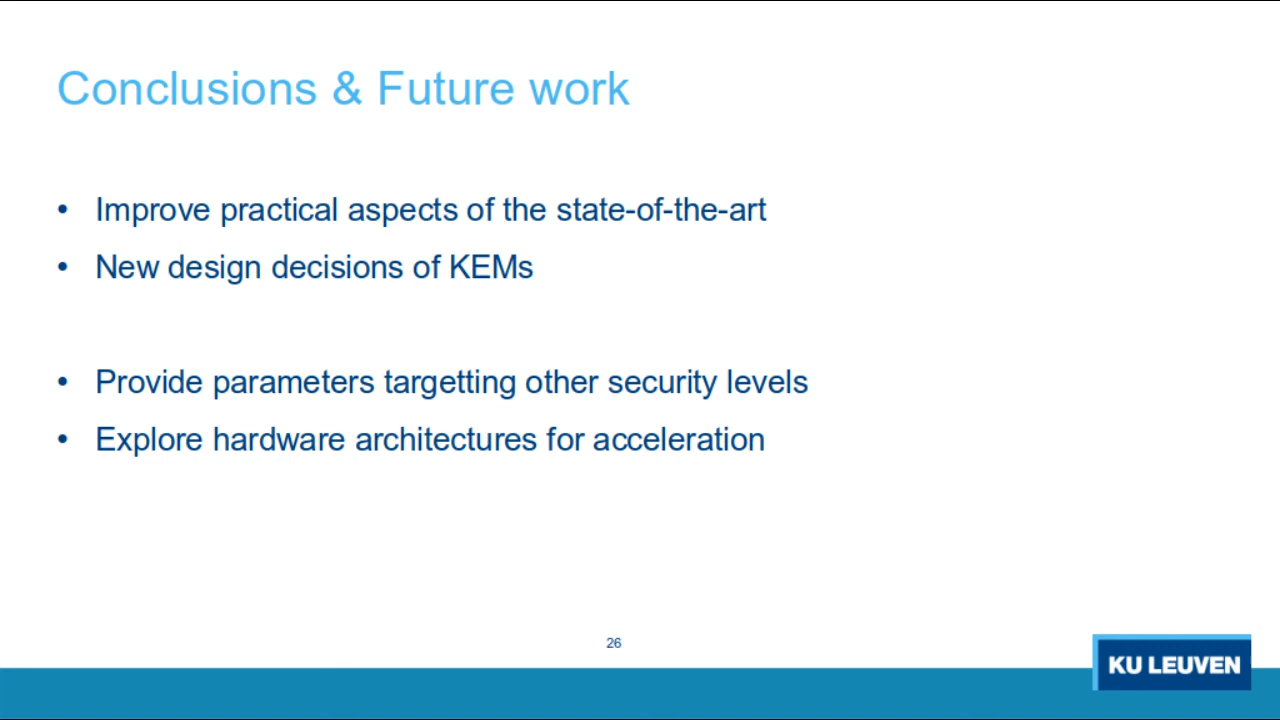 Conclusions & Future work
• Improve practical aspects of the state-of-the-art
• New design decisions of KEMs
• Provide parameters targetting other security levels
• Explore hardware architectures for acceleration
26
KU LEUVEN